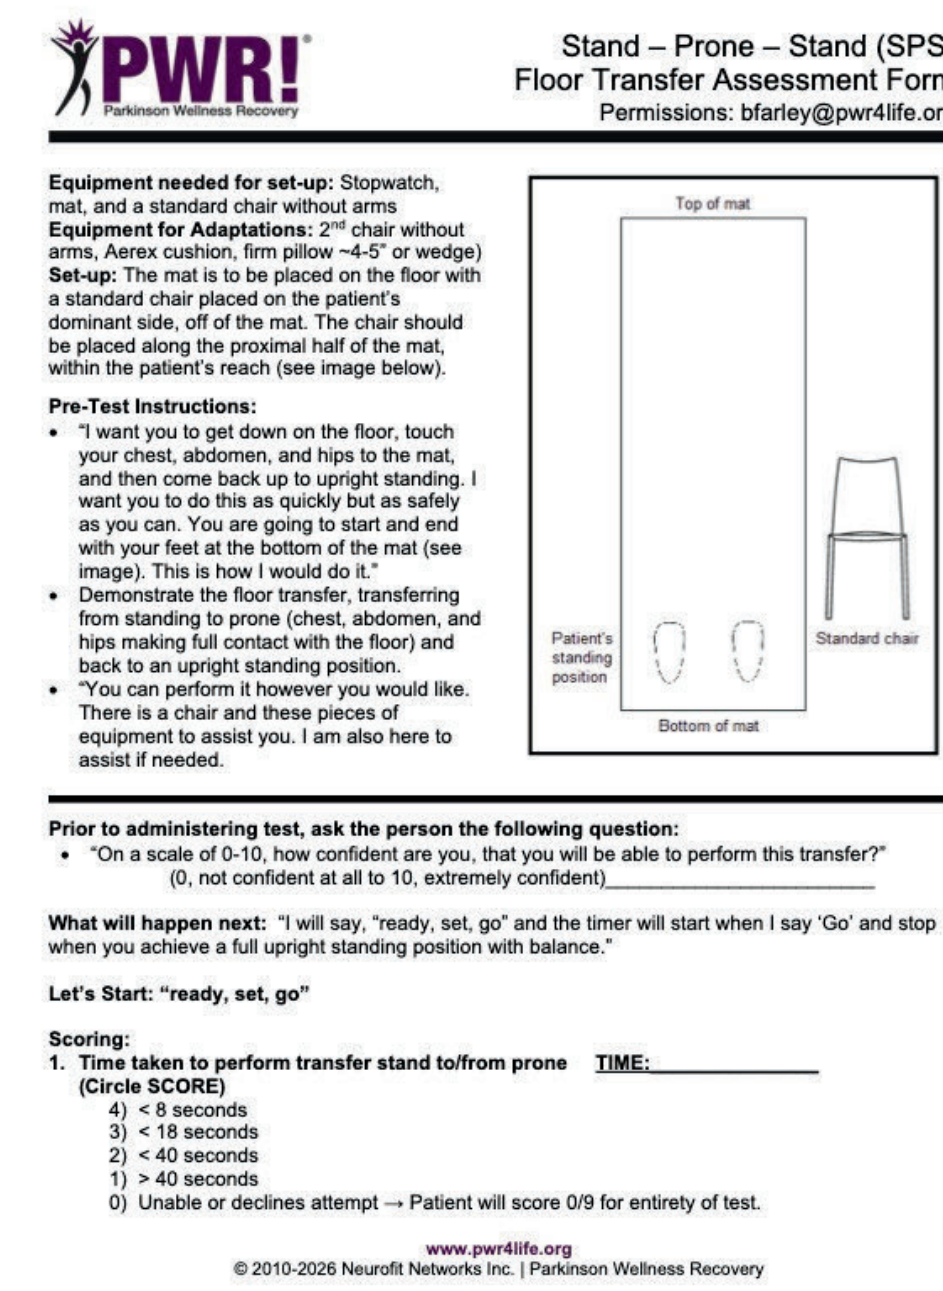 PWR!®
Parkinson Wellness Recovery
Stand – Prone – Stand (SPS
Floor Transfer Assessment Form
Permissions: bfarley@pwr4life.or
Equipment needed for set-up: Stopwatch,
mat, and a standard chair without arms
Equipment for Adaptations: 2nd chair without
arms, Aerex cushion, firm pillow ~4-5” or wedge)
Set-up: The mat is to be placed on the floor with
a standard chair placed on the patient’s
dominant side, off of the mat. The chair should
be placed along the proximal half of the mat,
within the patient’s reach (see image below).
Pre-Test Instructions:
• “I want you to get down on the floor, touch
your chest, abdomen, and hips to the mat,
and then come back up to upright standing. I
want you to do this as quickly but as safely
as you can. You are going to start and end
with your feet at the bottom of the mat (see
image). This is how I would do it.”
• Demonstrate the floor transfer, transferring
from standing to prone (chest, abdomen, and
hips making full contact with the floor) and
back to an upright standing position.
• “You can perform it however you would like.
There is a chair and these pieces of
equipment to assist you. I am also here to
assist if needed.
Top of mat
Patient’s
standing
position
Standard chair
Bottom of mat
Prior to administering test, ask the person the following question:
• “On a scale of 0-10, how confident are you, that you will be able to perform this transfer?”
(0, not confident at all to 10, extremely confident)_________________________
What will happen next: “I will say, “ready, set, go” and the timer will start when I say ‘Go’ and stop
when you achieve a full upright standing position with balance.”
Let’s Start: “ready, set, go”
Scoring:
1. Time taken to perform transfer stand to/from prone TIME:________________
(Circle SCORE)
4) < 8 seconds
3) < 18 seconds
2) < 40 seconds
1) > 40 seconds
0) Unable or declines attempt → Patient will score 0/9 for entirety of test.
www.pwr4life.org
© 2010-2026 Neurofit Networks Inc. | Parkinson Wellness Recovery